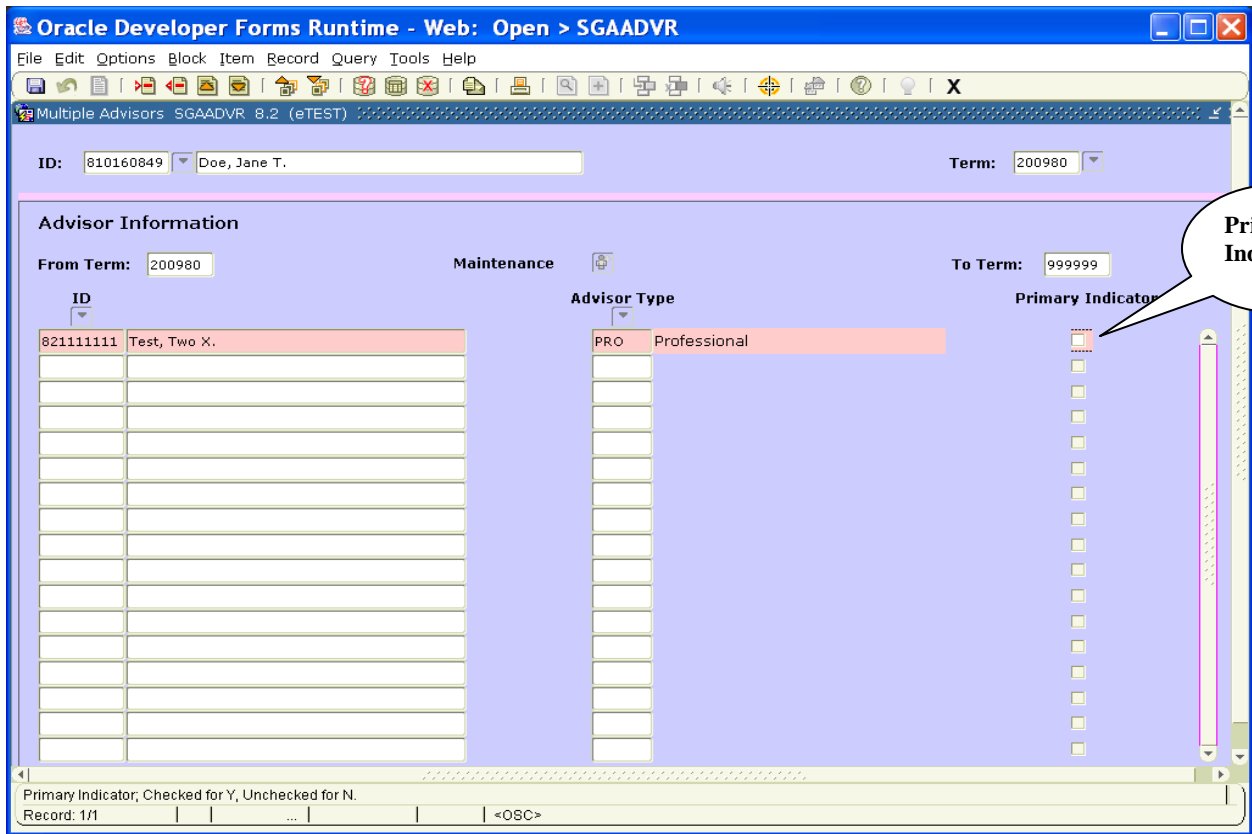 Oracle Developer Forms Runtime - Web: Open > SGAADVR
File Edit Options Block Item Record Query Tools Help
X
Multiple Advisors SGAADVR 8.2 (eTEST)
ID: 810160849 Doe, Jane T. Term: 200980
Advisor Information
From Term: 200980 Maintenance To Term: 999999
ID Advisor Type Primary Indicator
821111111 Test, Two X. PRO Professional
Primary Indicator; Checked for Y, Unchecked for N.
Record: 1/1 ... <OSC>